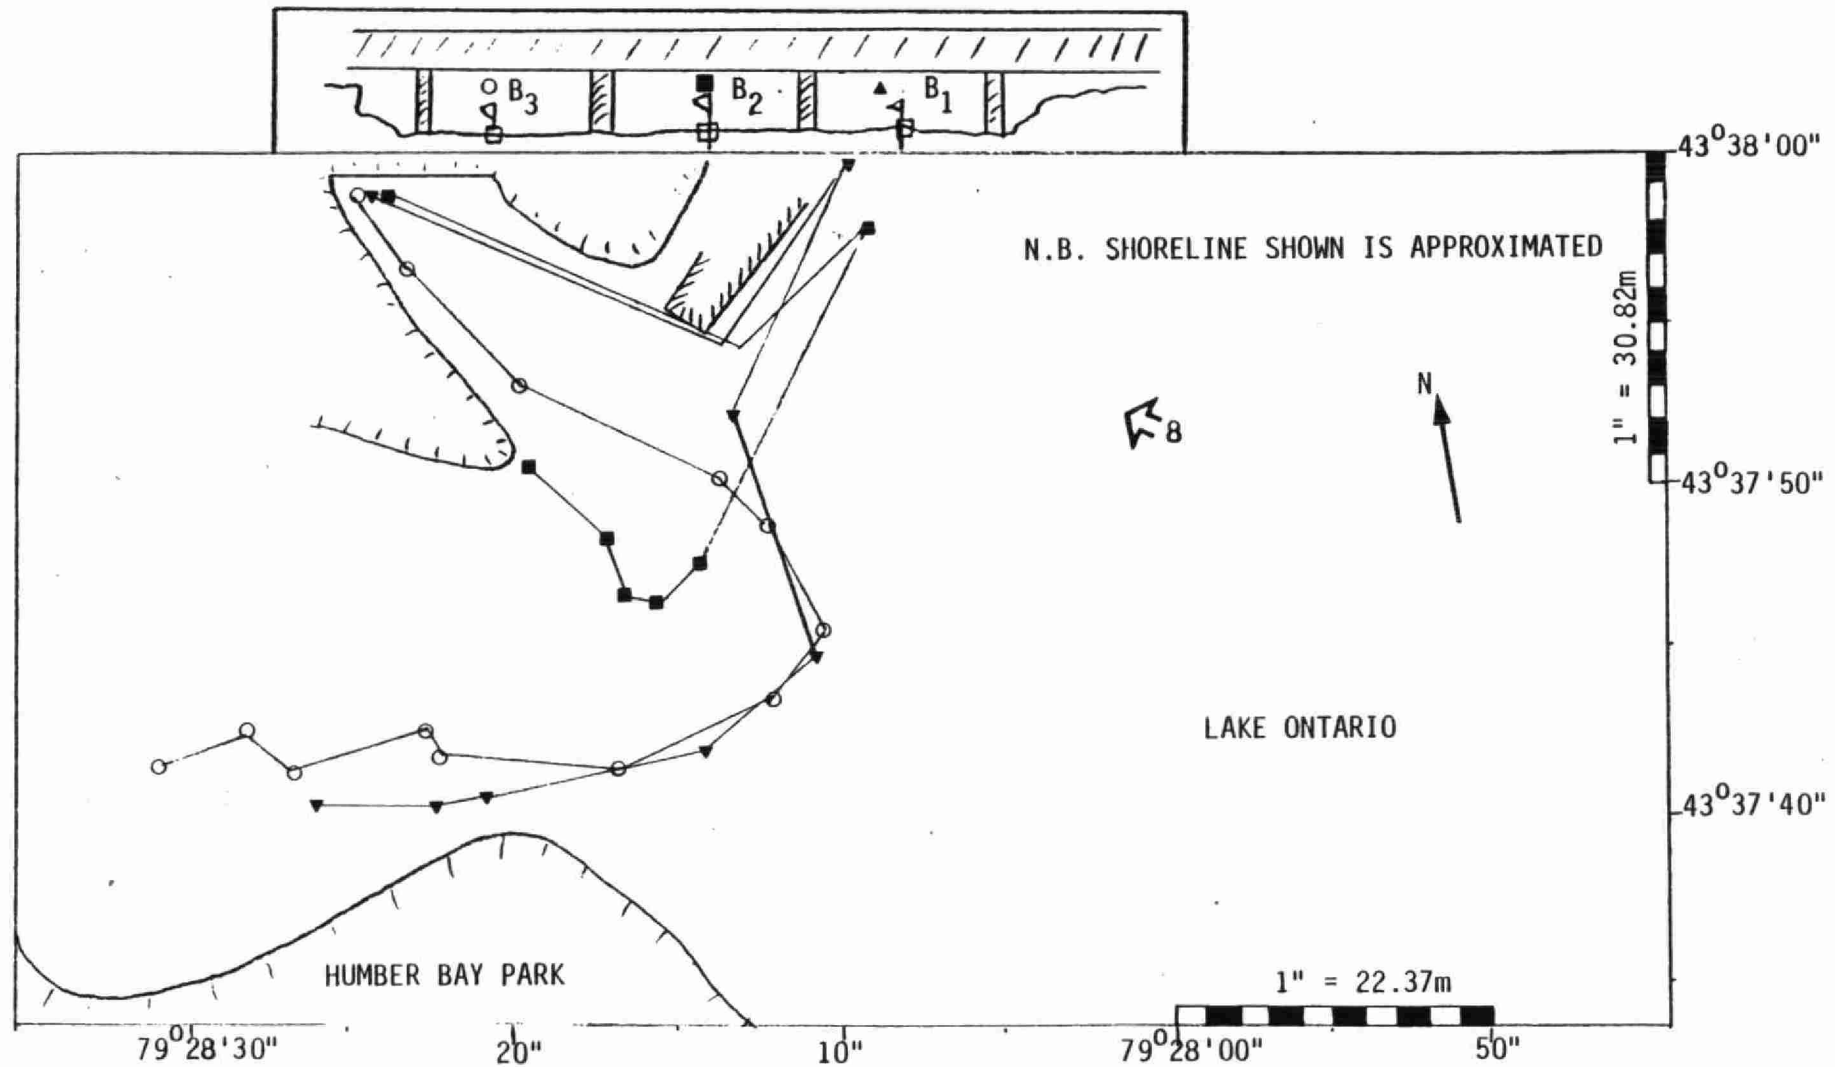 B3
B2
B1
43°38'00"
N.B. SHORELINE SHOWN IS APPROXIMATED
1" = 30.82m
N
8
43°37'50"
LAKE ONTARIO
43°37'40"
HUMBER BAY PARK
1" = 22.37m
79°28'30"
20"
10"
79°28'00"
50"